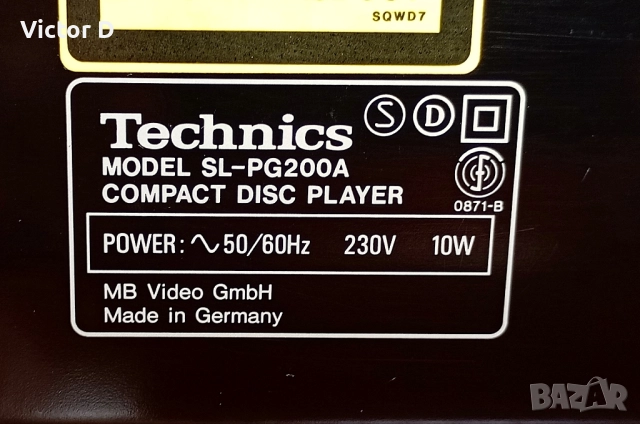 Victor D
SQWD7
Technics
S D
MODEL SL-PG200A
COMPACT DISC PLAYER
0871-B
POWER: ∿ 50/60Hz 230V 10W
MB Video GmbH
Made in Germany
BAZAR